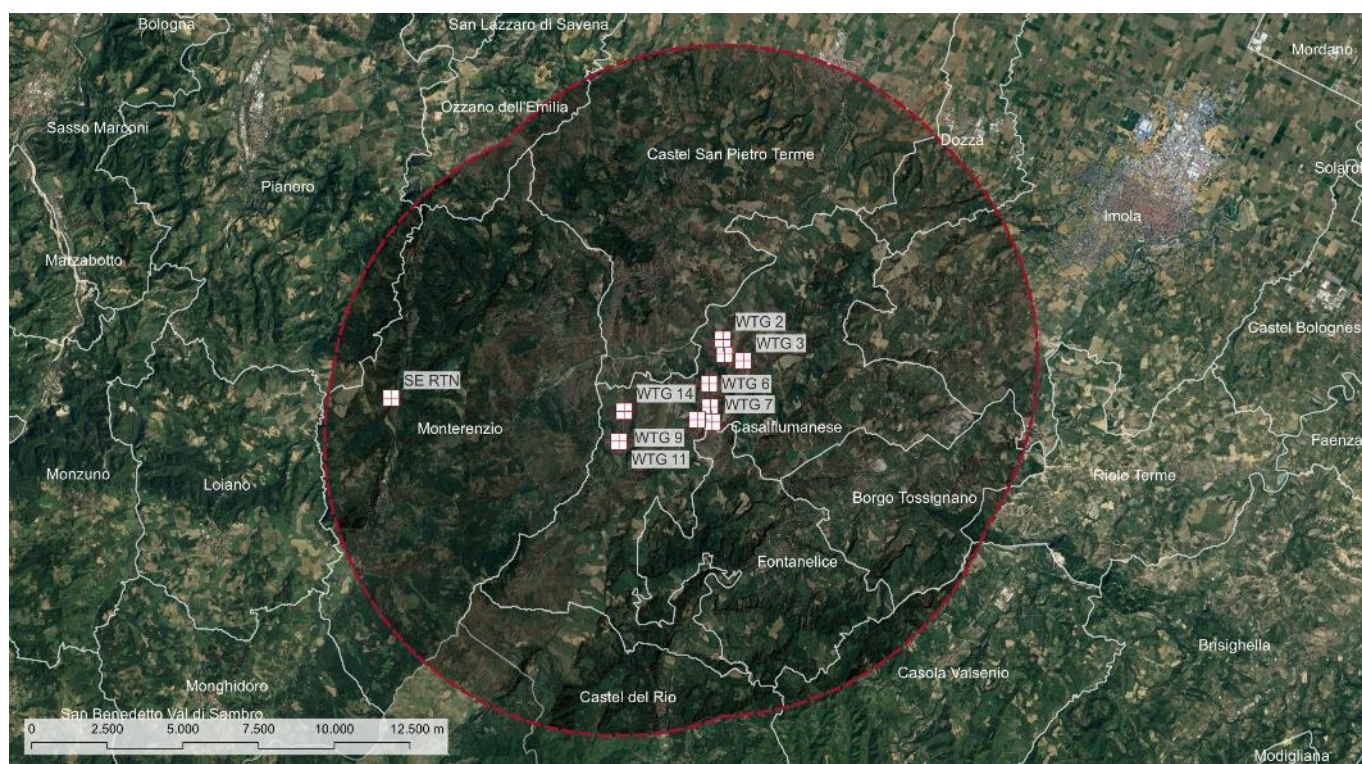 Bologna
San Lazzaro di Savena
Mordano
Ozzano dell'Emilia
Sasso Marconi
Dozza
Castel San Pietro Terme
Solarol
Pianoro
Imola
Marzabotto
WTG 2
Castel Bolognes
WTG 3
SE RTN
WTG 6
WTG 14
WTG 7
Monterenzio
Casalfiumanese
WTG 9
Faenza
WTG 11
Monzuno
Loiano
Riolo Terme
Borgo Tossignano
Fontanelice
Brisighella
Casola Valsenio
Monghidoro
Castel del Rio
San Benedetto Val di Sambro
0 2.500 5.000 7.500 10.000 12.500 m
Modigliana